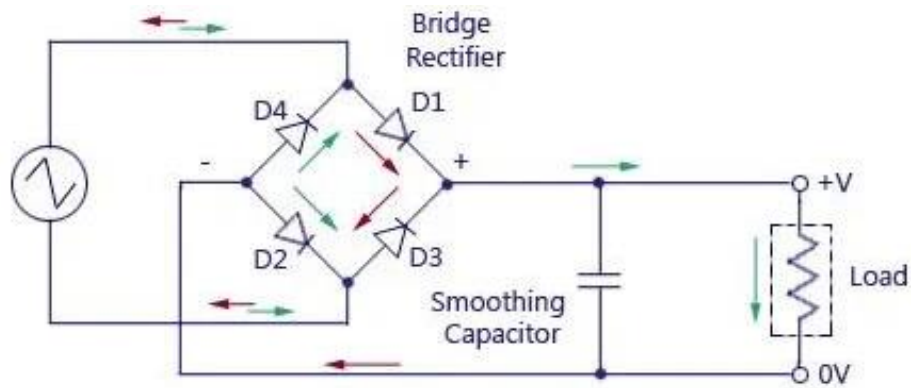 Bridge
Rectifier
D4
D1
-
+
+V
D2
D3
Load
Smoothing
Capacitor
0V